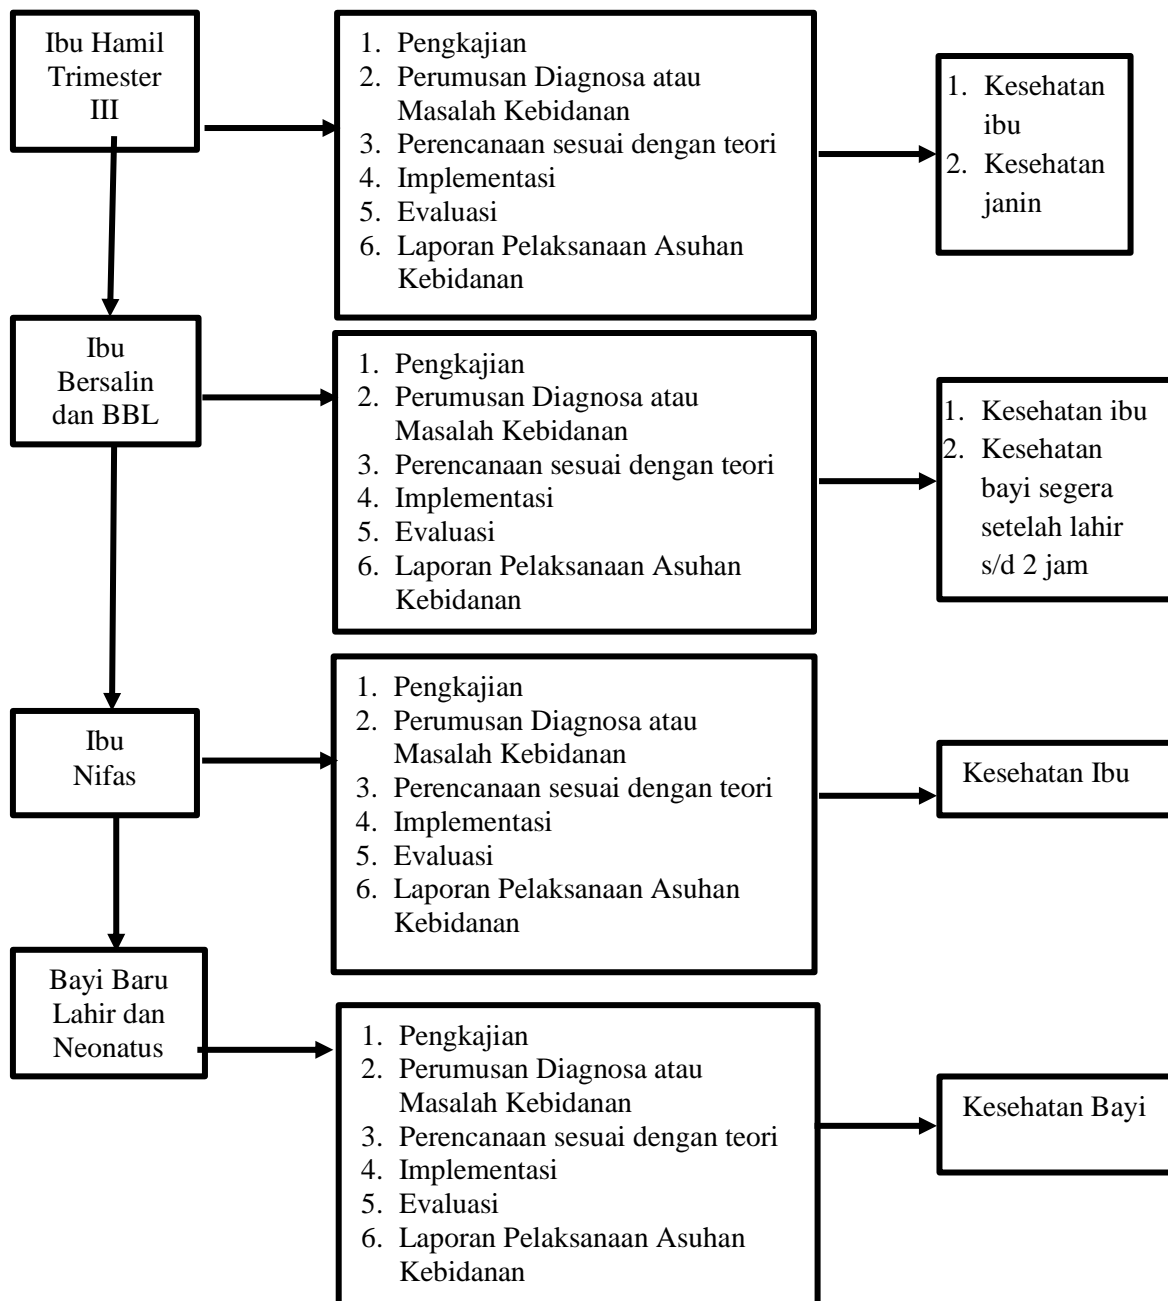 Ibu Hamil
Trimester
III
1. Pengkajian
2. Perumusan Diagnosa atau
Masalah Kebidanan
3. Perencanaan sesuai dengan teori
4. Implementasi
5. Evaluasi
6. Laporan Pelaksanaan Asuhan
Kebidanan
1. Kesehatan
ibu
2. Kesehatan
janin
Ibu
Bersalin
dan BBL
1. Pengkajian
2. Perumusan Diagnosa atau
Masalah Kebidanan
3. Perencanaan sesuai dengan teori
4. Implementasi
5. Evaluasi
6. Laporan Pelaksanaan Asuhan
Kebidanan
1. Kesehatan ibu
2. Kesehatan
bayi segera
setelah lahir
s/d 2 jam
Ibu
Nifas
1. Pengkajian
2. Perumusan Diagnosa atau
Masalah Kebidanan
3. Perencanaan sesuai dengan teori
4. Implementasi
5. Evaluasi
6. Laporan Pelaksanaan Asuhan
Kebidanan
Kesehatan Ibu
Bayi Baru
Lahir dan
Neonatus
1. Pengkajian
2. Perumusan Diagnosa atau
Masalah Kebidanan
3. Perencanaan sesuai dengan teori
4. Implementasi
5. Evaluasi
6. Laporan Pelaksanaan Asuhan
Kebidanan
Kesehatan Bayi